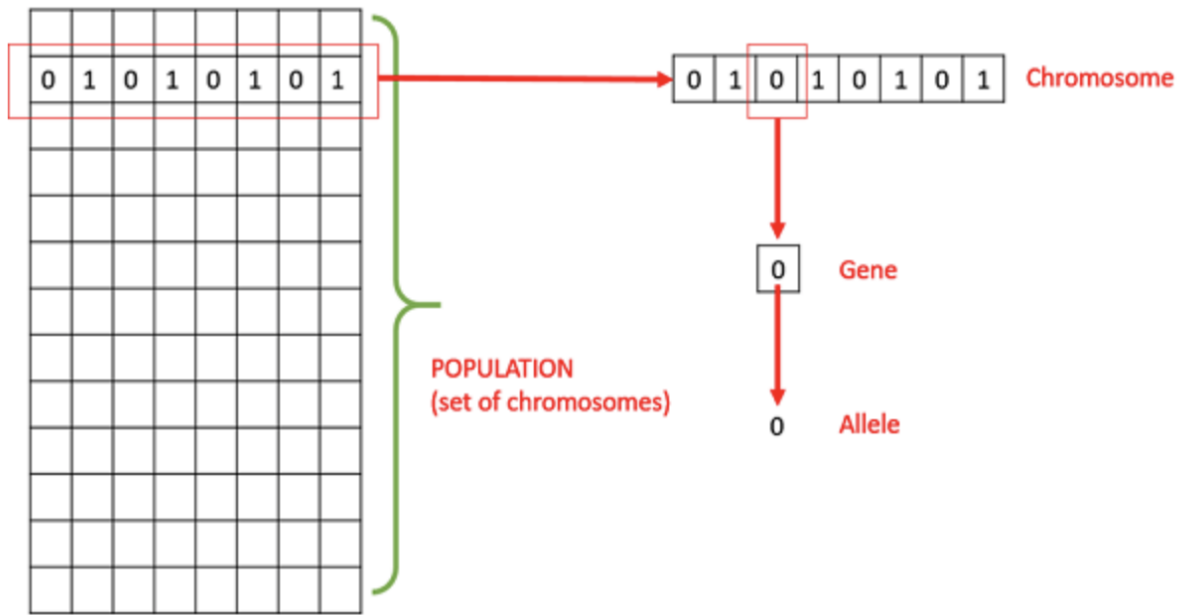 0 1 0 1 0 1 0 1
0 1 0 1 0 1 0 1 Chromosome
0 Gene
POPULATION
(set of chromosomes)
0 Allele